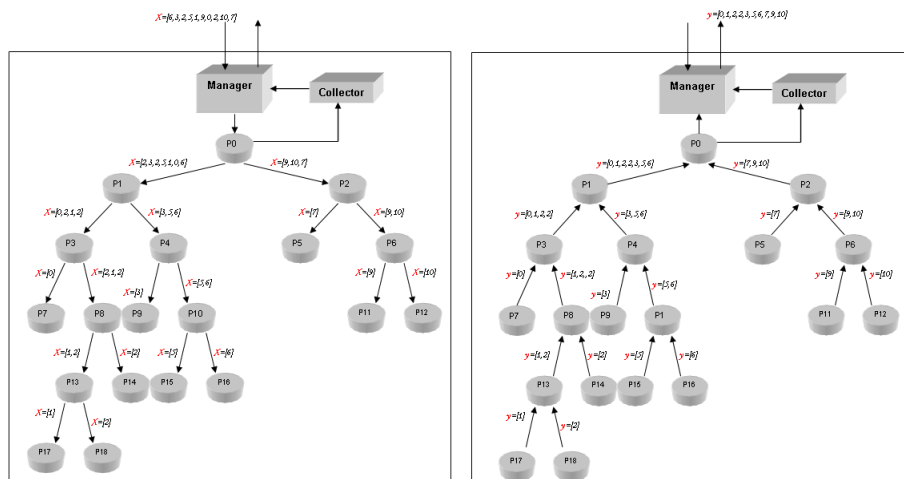 X=[6,3,2,5,1,9,0,2,10,7]
Manager
Collector
P0
X=[2,3,2,5,1,0,6]
X=[9,10,7]
P1
P2
X=[0,2,1,2]
X=[3,5,6]
X=[7]
X=[9,10]
P3
P4
P5
P6
X=[0]
X=[2,1,2]
X=[3]
X=[5,6]
X=[9]
X=[10]
P7
P8
P9
P10
P11
P12
X=[1,2]
X=[2]
X=[5]
X=[6]
P13
P14
P15
P16
X=[1]
X=[2]
P17
P18
y=[0,1,2,2,3,5,6,7,9,10]
Manager
Collector
P0
y=[0,1,2,2,3,5,6]
y=[7,9,10]
P1
P2
y=[0,1,2,2]
y=[3,5,6]
y=[7]
y=[9,10]
P3
P4
P5
P6
y=[0]
y=[1,2,,2]
y=[3]
y=[5,6]
y=[9]
y=[10]
P7
P8
P9
P1
P11
P12
y=[1,2]
y=[2]
y=[5]
y=[6]
P13
P14
P15
P16
y=[1]
y=[2]
P17
P18